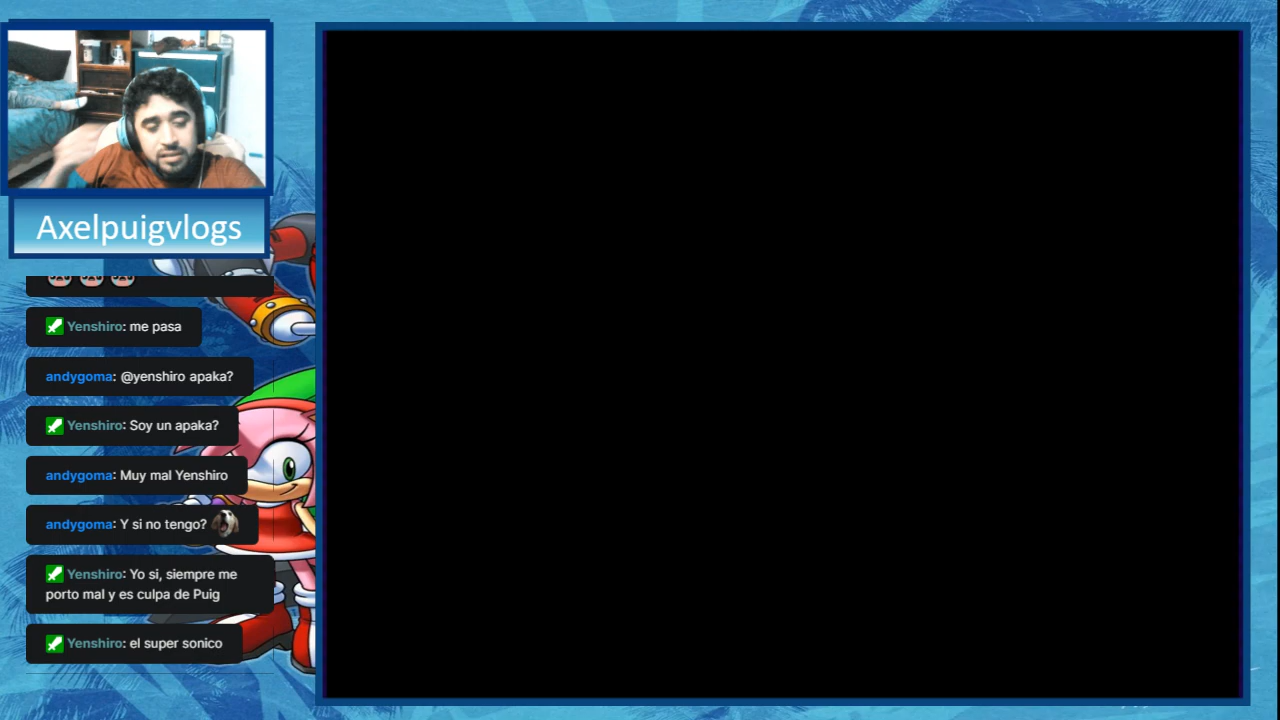 Axelpuigvlogs
Yenshiro: me pasa
andygoma: @yenshiro apaka?
Yenshiro: Soy un apaka?
andygoma: Muy mal Yenshiro
andygoma: Y si no tengo?
Yenshiro: Yo si, siempre me
porto mal y es culpa de Puig
Yenshiro: el super sonico